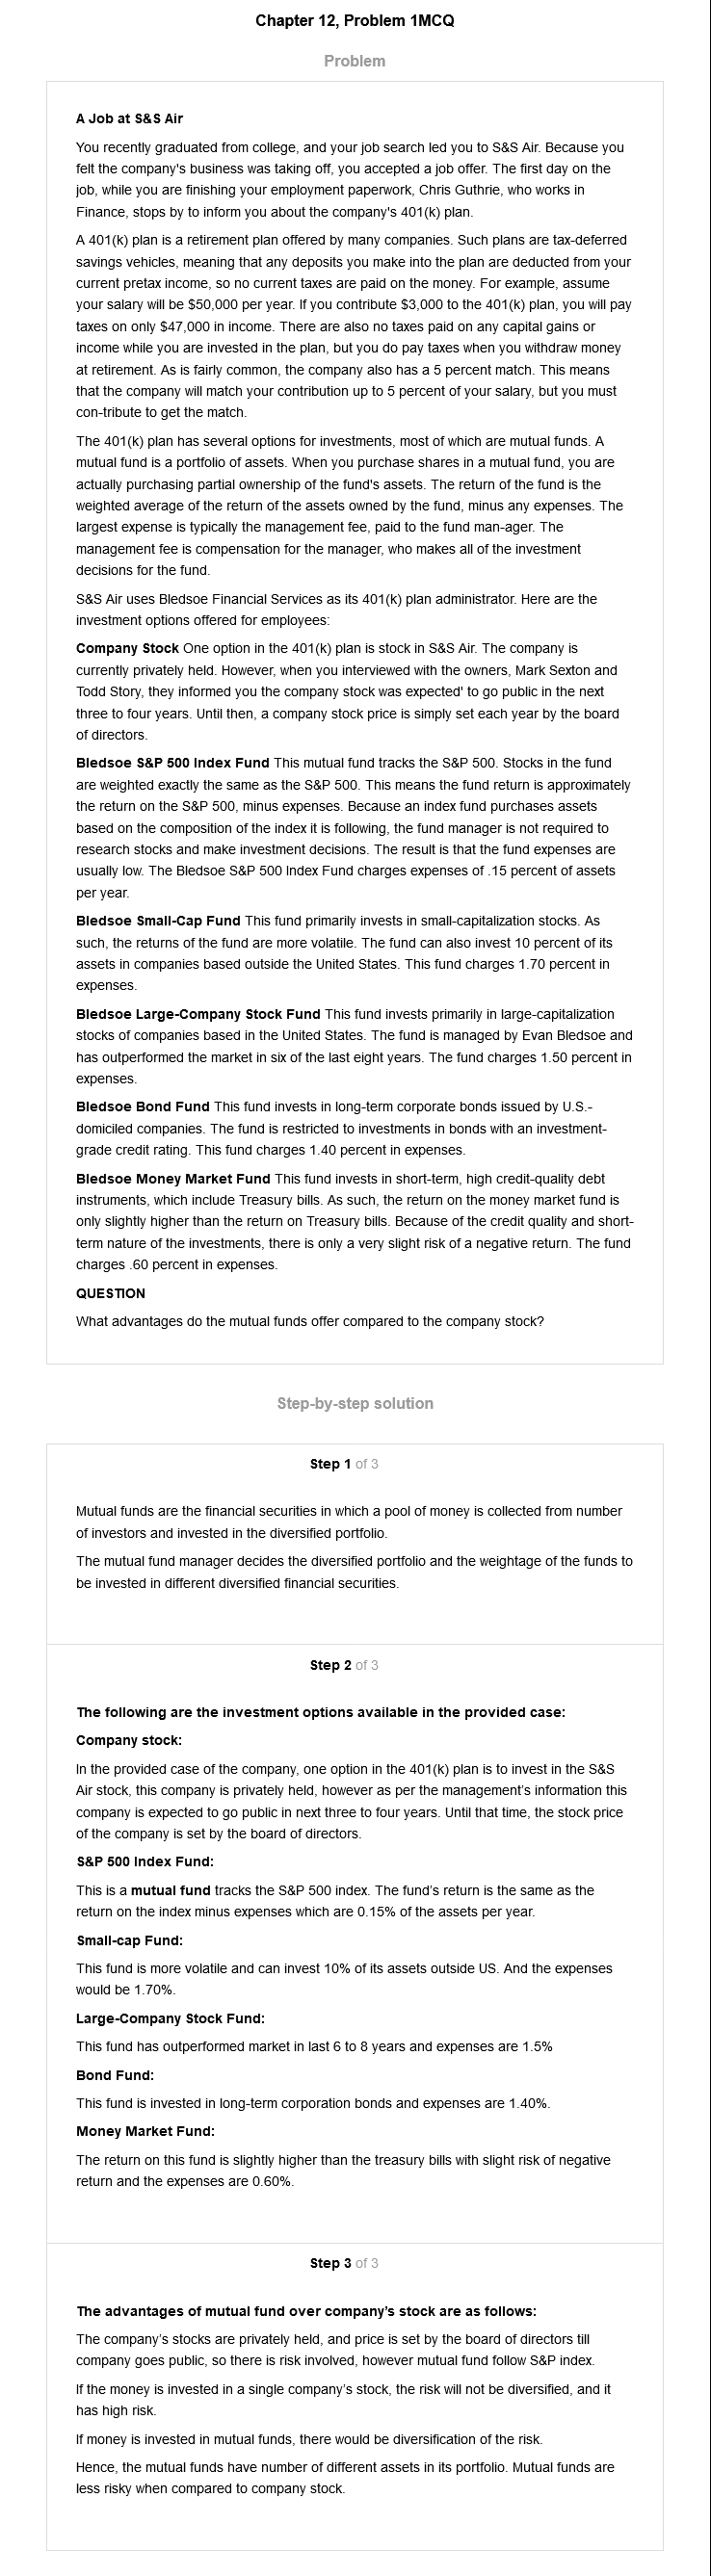 Chapter 12, Problem 1MCQ
Problem
A Job at S&S Air
You recently graduated from college, and your job search led you to S&S Air. Because you
felt the company's business was taking off, you accepted a job offer. The first day on the
job, while you are finishing your employment paperwork, Chris Guthrie, who works in
Finance, stops by to inform you about the company's 401(k) plan.
A 401(k) plan is a retirement plan offered by many companies. Such plans are tax-deferred
savings vehicles, meaning that any deposits you make into the plan are deducted from your
current pretax income, so no current taxes are paid on the money. For example, assume
your salary will be $50,000 per year. If you contribute $3,000 to the 401(k) plan, you will pay
taxes on only $47,000 in income. There are also no taxes paid on any capital gains or
income while you are invested in the plan, but you do pay taxes when you withdraw money
at retirement. As is fairly common, the company also has a 5 percent match. This means
that the company will match your contribution up to 5 percent of your salary, but you must
con-tribute to get the match.
The 401(k) plan has several options for investments, most of which are mutual funds. A
mutual fund is a portfolio of assets. When you purchase shares in a mutual fund, you are
actually purchasing partial ownership of the fund's assets. The return of the fund is the
weighted average of the return of the assets owned by the fund, minus any expenses. The
largest expense is typically the management fee, paid to the fund man-ager. The
management fee is compensation for the manager, who makes all of the investment
decisions for the fund.
S&S Air uses Bledsoe Financial Services as its 401(k) plan administrator. Here are the
investment options offered for employees:
Company Stock One option in the 401(k) plan is stock in S&S Air. The company is
currently privately held. However, when you interviewed with the owners, Mark Sexton and
Todd Story, they informed you the company stock was expected' to go public in the next
three to four years. Until then, a company stock price is simply set each year by the board
of directors.
Bledsoe S&P 500 Index Fund This mutual fund tracks the S&P 500. Stocks in the fund
are weighted exactly the same as the S&P 500. This means the fund return is approximately
the return on the S&P 500, minus expenses. Because an index fund purchases assets
based on the composition of the index it is following, the fund manager is not required to
research stocks and make investment decisions. The result is that the fund expenses are
usually low. The Bledsoe S&P 500 Index Fund charges expenses of .15 percent of assets
per year.
Bledsoe Small-Cap Fund This fund primarily invests in small-capitalization stocks. As
such, the returns of the fund are more volatile. The fund can also invest 10 percent of its
assets in companies based outside the United States. This fund charges 1.70 percent in
expenses.
Bledsoe Large-Company Stock Fund This fund invests primarily in large-capitalization
stocks of companies based in the United States. The fund is managed by Evan Bledsoe and
has outperformed the market in six of the last eight years. The fund charges 1.50 percent in
expenses.
Bledsoe Bond Fund This fund invests in long-term corporate bonds issued by U.S.-
domiciled companies. The fund is restricted to investments in bonds with an investment-
grade credit rating. This fund charges 1.40 percent in expenses.
Bledsoe Money Market Fund This fund invests in short-term, high credit-quality debt
instruments, which include Treasury bills. As such, the return on the money market fund is
only slightly higher than the return on Treasury bills. Because of the credit quality and short-
term nature of the investments, there is only a very slight risk of a negative return. The fund
charges .60 percent in expenses.
QUESTION
What advantages do the mutual funds offer compared to the company stock?
Step-by-step solution
Step 1 of 3
Mutual funds are the financial securities in which a pool of money is collected from number
of investors and invested in the diversified portfolio.
The mutual fund manager decides the diversified portfolio and the weightage of the funds to
be invested in different diversified financial securities.
Step 2 of 3
The following are the investment options available in the provided case:
Company stock:
In the provided case of the company, one option in the 401(k) plan is to invest in the S&S
Air stock, this company is privately held, however as per the management's information this
company is expected to go public in next three to four years. Until that time, the stock price
of the company is set by the board of directors.
S&P 500 Index Fund:
This is a mutual fund tracks the S&P 500 index. The fund's return is the same as the
return on the index minus expenses which are 0.15% of the assets per year.
Small-cap Fund:
This fund is more volatile and can invest 10% of its assets outside US. And the expenses
would be 1.70%.
Large-Company Stock Fund:
This fund has outperformed market in last 6 to 8 years and expenses are 1.5%
Bond Fund:
This fund is invested in long-term corporation bonds and expenses are 1.40%.
Money Market Fund:
The return on this fund is slightly higher than the treasury bills with slight risk of negative
return and the expenses are 0.60%.
Step 3 of 3
The advantages of mutual fund over company's stock are as follows:
The company's stocks are privately held, and price is set by the board of directors till
company goes public, so there is risk involved, however mutual fund follow S&P index.
If the money is invested in a single company's stock, the risk will not be diversified, and it
has high risk.
If money is invested in mutual funds, there would be diversification of the risk.
Hence, the mutual funds have number of different assets in its portfolio. Mutual funds are
less risky when compared to company stock.